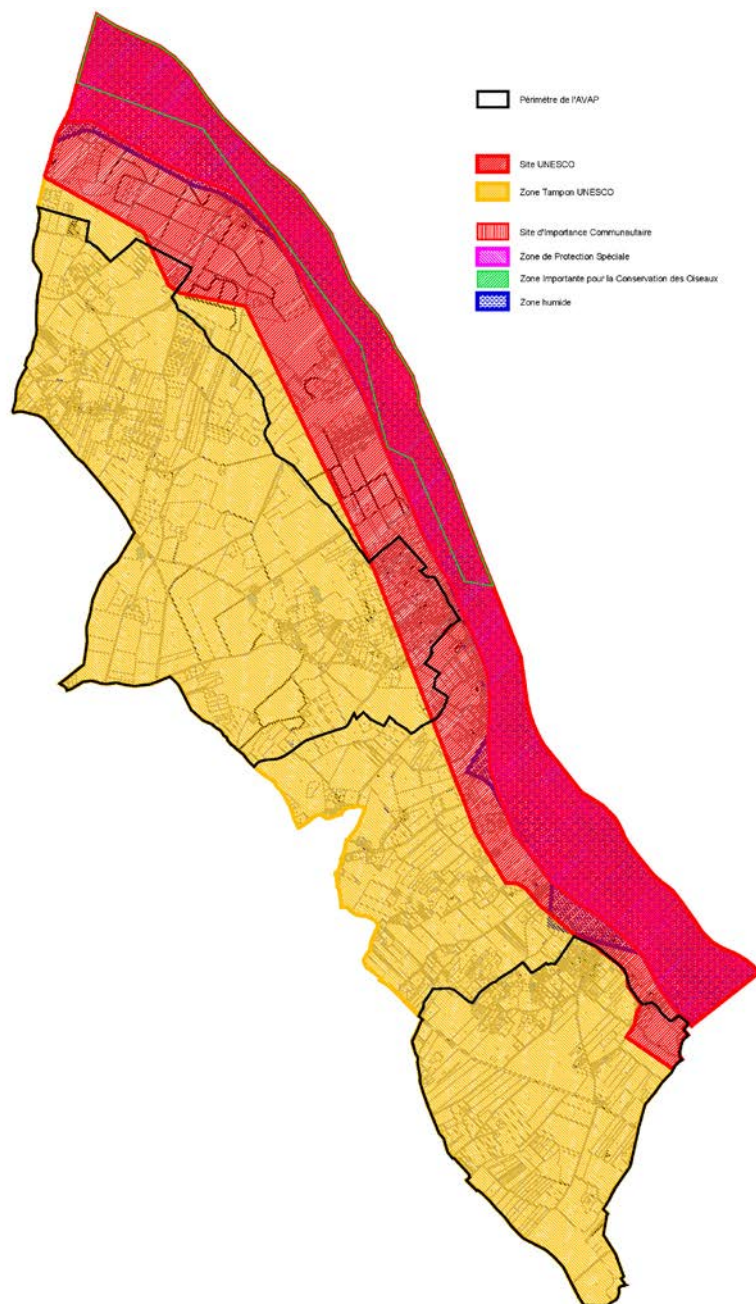 Périmètre de l'AVAP
Site UNESCO
Zone Tampon UNESCO
Site d'Importance Communautaire
Zone de Protection Spéciale
Zone Importante pour la Conservation des Oiseaux
Zone humide